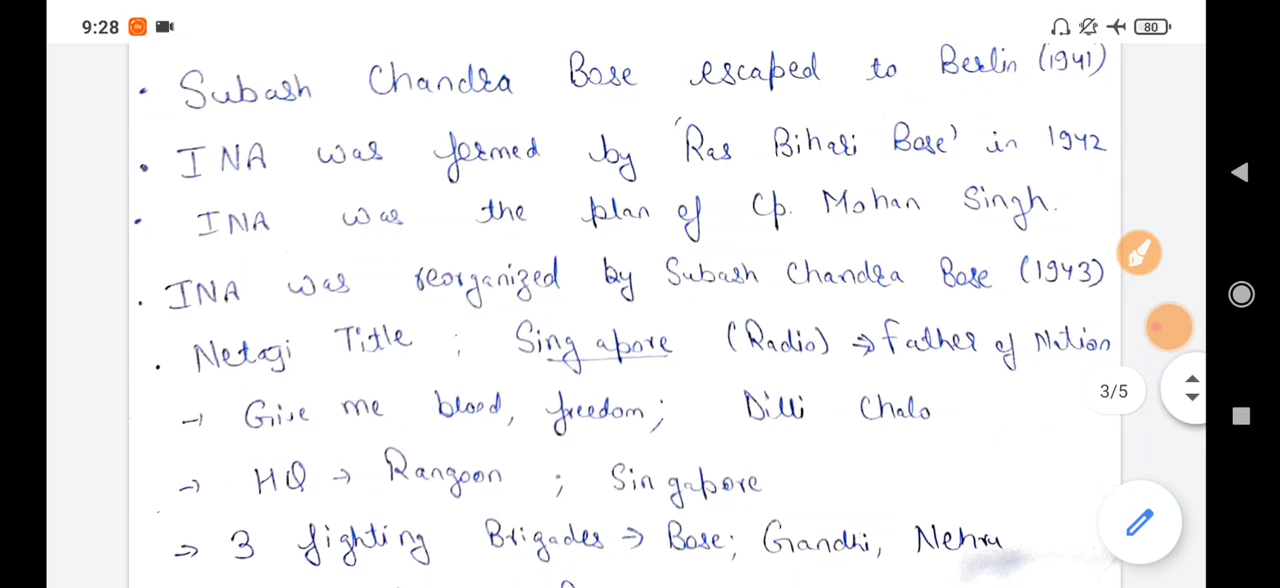 9:28
80
• Subash Chandra Bose escaped to Berlin (1941)
• INA was formed by 'Ras Bihari Bose' in 1942
• INA was the plan of Cp. Mohan Singh.
• INA was reorganized by Subash Chandra Bose (1943)
• Netagi Title ; Singapore (Radio) → Father of Nation
→ Give me blood, freedom; Dilli Chalo
3/5
→ HQ → Rangoon ; Singapore
⇒ 3 fighting Brigades → Bose; Gandhi, Nehru